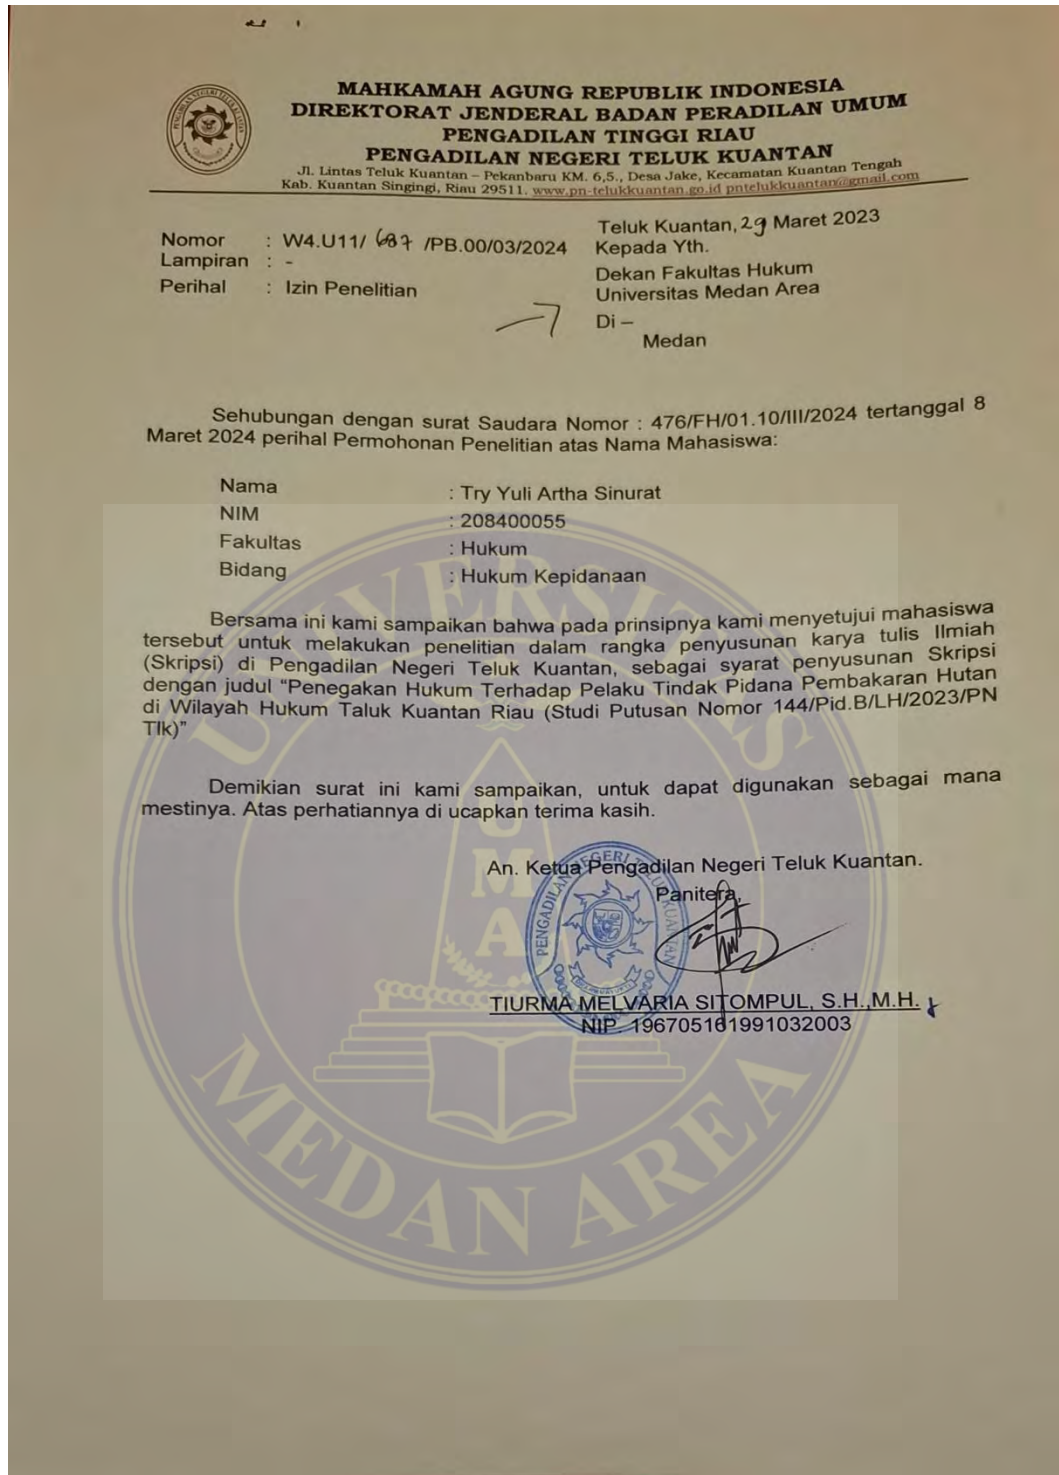 MAHKAMAH AGUNG REPUBLIK INDONESIA
DIREKTORAT JENDERAL BADAN PERADILAN UMUM
PENGADILAN TINGGI RIAU
PENGADILAN NEGERI TELUK KUANTAN
Jl. Lintas Teluk Kuantan – Pekanbaru KM. 6,5., Desa Jake, Kecamatan Kuantan Tengah
Kab. Kuantan Singingi, Riau 29511. www.pn-telukkuantan.go.id pntelukkuantan@gmail.com
Teluk Kuantan, 29 Maret 2023
Nomor : W4.U11/ 687 /PB.00/03/2024
Lampiran : -
Perihal : Izin Penelitian
Kepada Yth.
Dekan Fakultas Hukum
Universitas Medan Area
Di –
Medan
Sehubungan dengan surat Saudara Nomor : 476/FH/01.10/III/2024 tertanggal 8
Maret 2024 perihal Permohonan Penelitian atas Nama Mahasiswa:
Nama : Try Yuli Artha Sinurat
NIM : 208400055
Fakultas : Hukum
Bidang : Hukum Kepidanaan
Bersama ini kami sampaikan bahwa pada prinsipnya kami menyetujui mahasiswa
tersebut untuk melakukan penelitian dalam rangka penyusunan karya tulis Ilmiah
(Skripsi) di Pengadilan Negeri Teluk Kuantan, sebagai syarat penyusunan Skripsi
dengan judul “Penegakan Hukum Terhadap Pelaku Tindak Pidana Pembakaran Hutan
di Wilayah Hukum Taluk Kuantan Riau (Studi Putusan Nomor 144/Pid.B/LH/2023/PN
Tlk)”
Demikian surat ini kami sampaikan, untuk dapat digunakan sebagai mana
mestinya. Atas perhatiannya di ucapkan terima kasih.
An. Ketua Pengadilan Negeri Teluk Kuantan.
Panitera,
PENGADILAN NEGERI TELUK KUANTAN
TIURMA MELVARIA SITOMPUL, S.H.,M.H.
NIP. 196705161991032003
UNIVERSITAS
UMA
MEDAN AREA